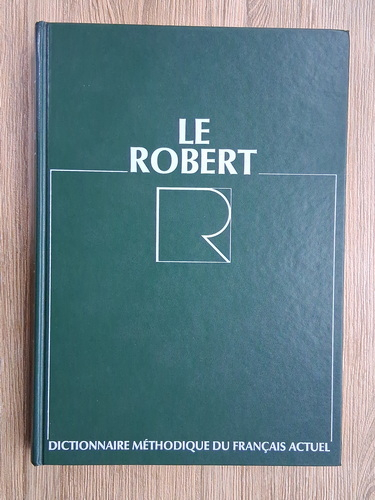 LE
ROBERT
R
DICTIONNAIRE MÉTHODIQUE DU FRANÇAIS ACTUEL